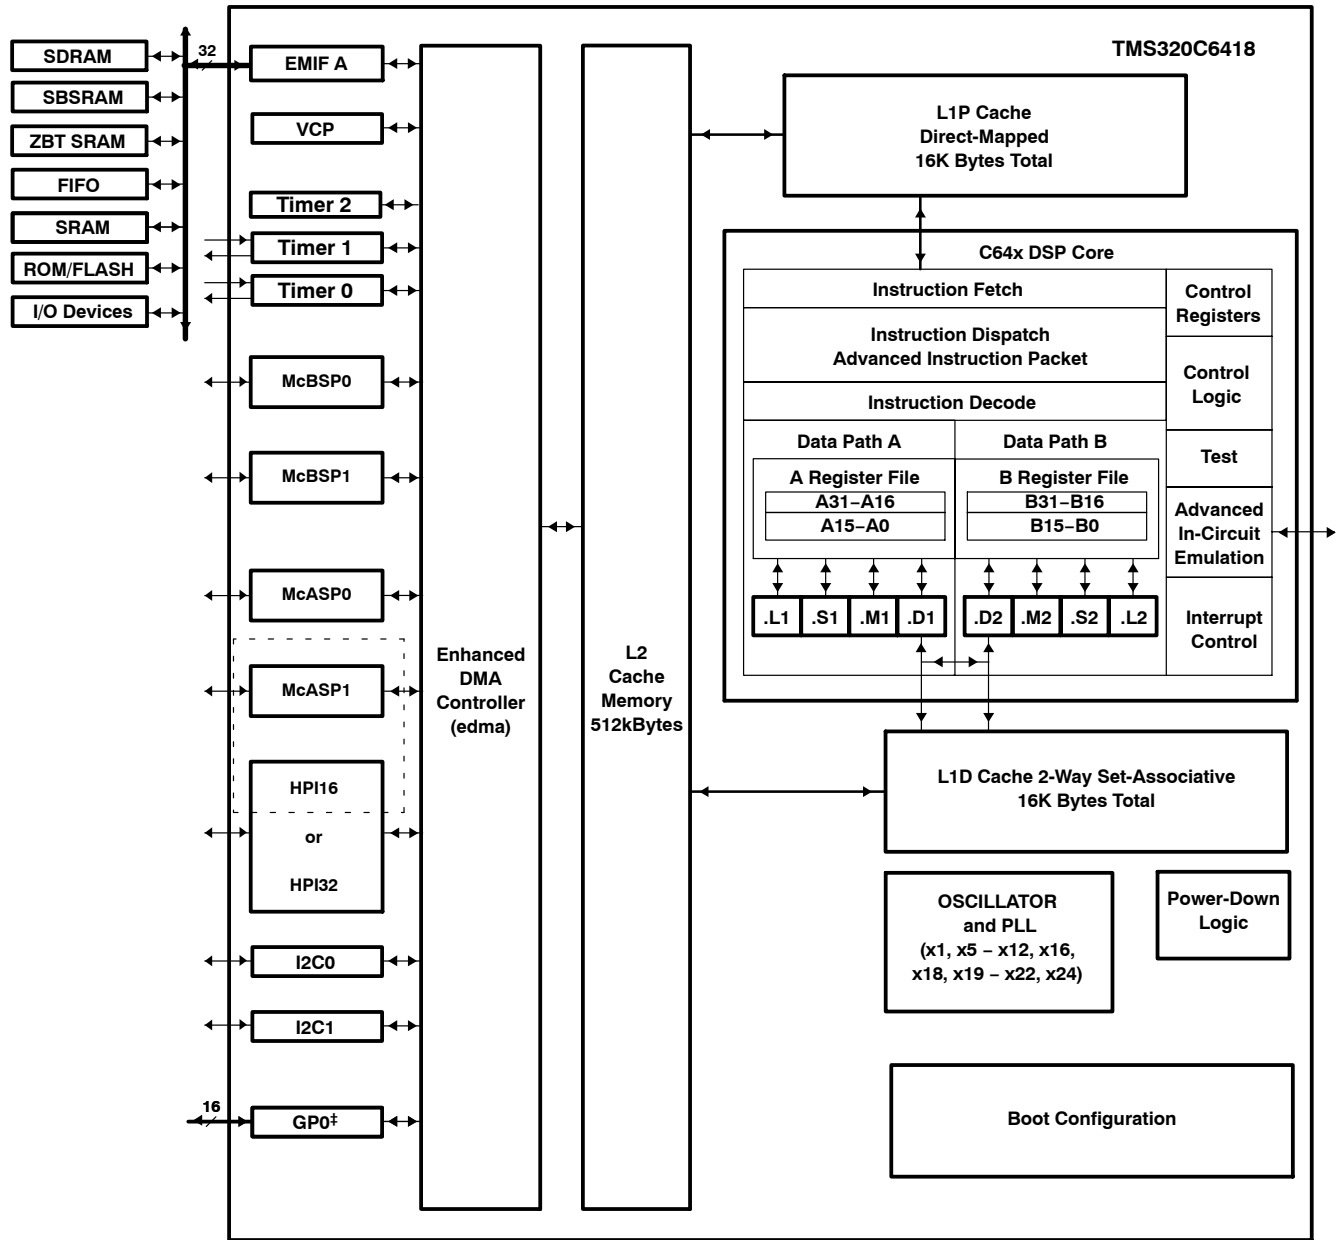 TMS320C6418
SDRAM
SBSRAM
ZBT SRAM
FIFO
SRAM
ROM/FLASH
I/O Devices
32
EMIF A
VCP
Timer 2
Timer 1
Timer 0
McBSP0
McBSP1
McASP0
McASP1
HPI16
or
HPI32
I2C0
I2C1
16
GP0‡
Enhanced
DMA
Controller
(edma)
L2
Cache
Memory
512kBytes
L1P Cache
Direct-Mapped
16K Bytes Total
C64x DSP Core
Instruction Fetch
Instruction Dispatch
Advanced Instruction Packet
Instruction Decode
Data Path A
Data Path B
A Register File
A31−A16
A15−A0
B Register File
B31−B16
B15−B0
.L1 .S1 .M1 .D1
.D2 .M2 .S2 .L2
Control
Registers
Control
Logic
Test
Advanced
In-Circuit
Emulation
Interrupt
Control
L1D Cache 2-Way Set-Associative
16K Bytes Total
OSCILLATOR
and PLL
(x1, x5 − x12, x16,
x18, x19 − x22, x24)
Power-Down
Logic
Boot Configuration